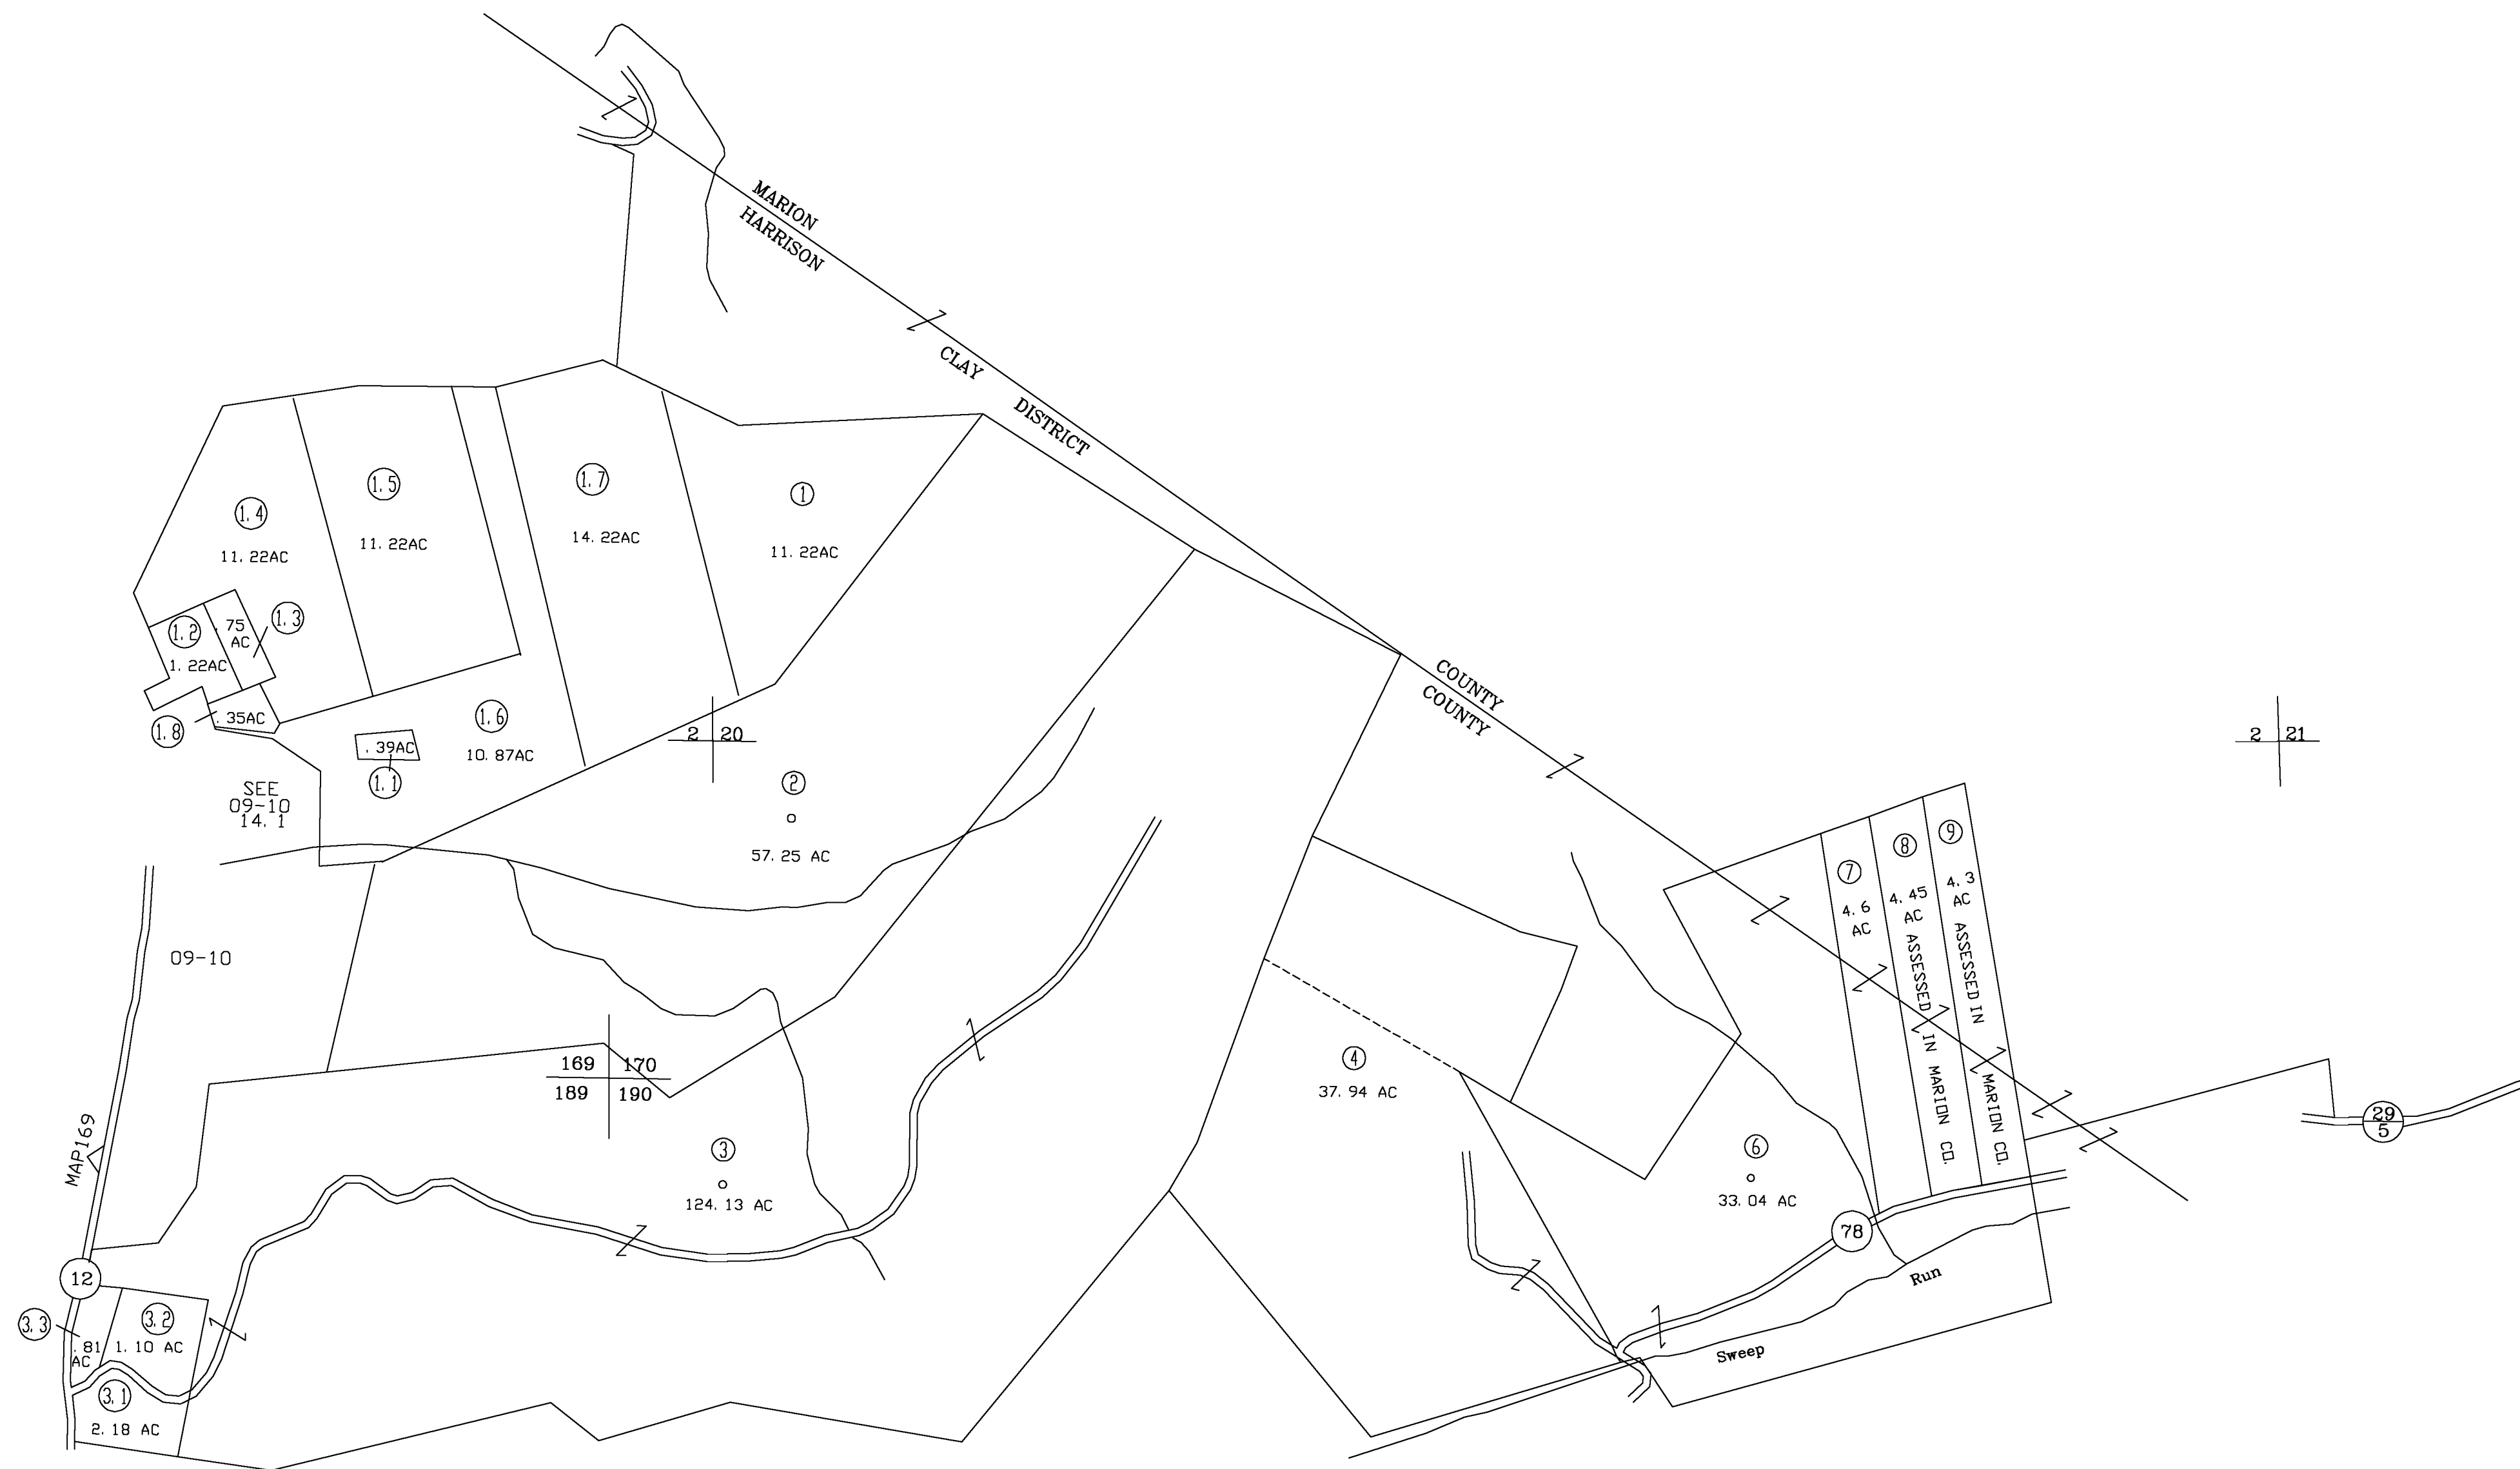 MARION
HARRISON
CLAY
DISTRICT
1.5
1.7
1
1.4
11. 22AC
11. 22AC
14. 22AC
11. 22AC
1.3
1.2
. 75
AC
1. 22AC
COUNTY
COUNTY
1.8
. 35AC
1.6
. 39AC
10. 87AC
1.1
2 20
2 21
2
57. 25 AC
SEE
09-10
14. 1
09-10
7
8
9
4. 6
AC
4. 45
AC
4. 3
AC
ASSESSED IN MARION CO.
ASSESSED IN MARION CO.
169 170
189 190
4
37. 94 AC
29
5
MAP169
3
124. 13 AC
6
33. 04 AC
78
12
Run
Sweep
3.3
3.2
. 81
AC
1. 10 AC
3.1
2. 18 AC